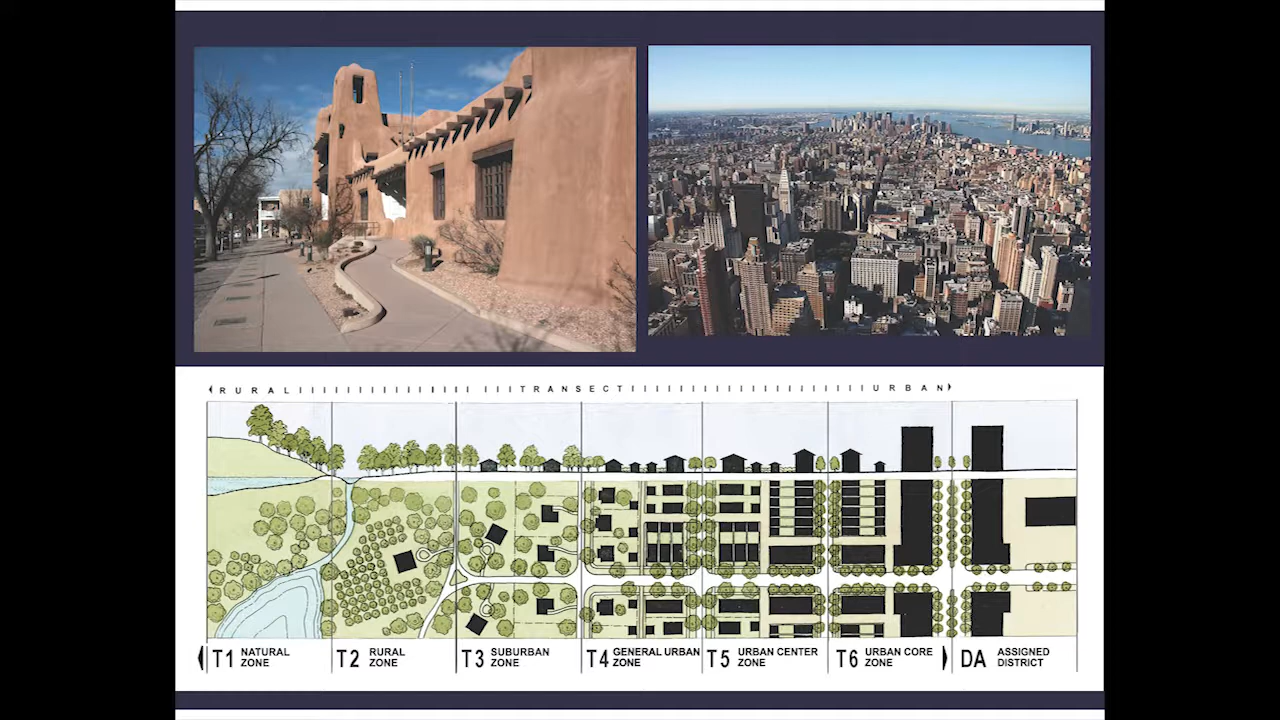 RURAL TRANSECT URBAN
T1 NATURAL
ZONE
T2 RURAL
ZONE
T3 SUBURBAN
ZONE
T4 GENERAL URBAN
ZONE
T5 URBAN CENTER
ZONE
T6 URBAN CORE
ZONE
DA ASSIGNED
DISTRICT